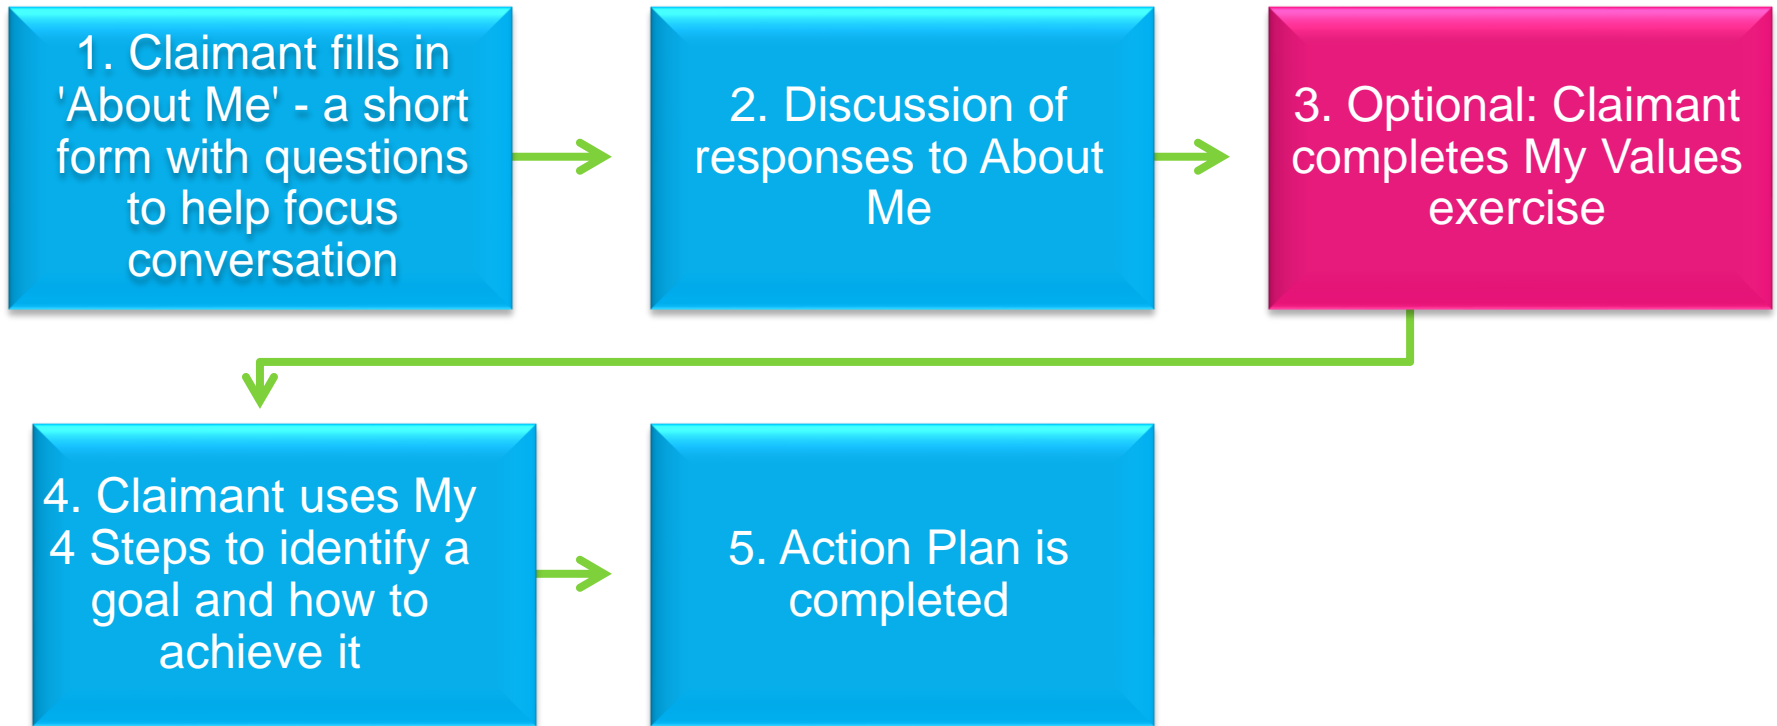 1. Claimant fills in
'About Me' - a short
form with questions
to help focus
conversation
2. Discussion of
responses to About
Me
3. Optional: Claimant
completes My Values
exercise
4. Claimant uses My
4 Steps to identify a
goal and how to
achieve it
5. Action Plan is
completed